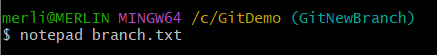 merli@MERLIN MINGW64 /c/GitDemo (GitNewBranch)
$ notepad branch.txt